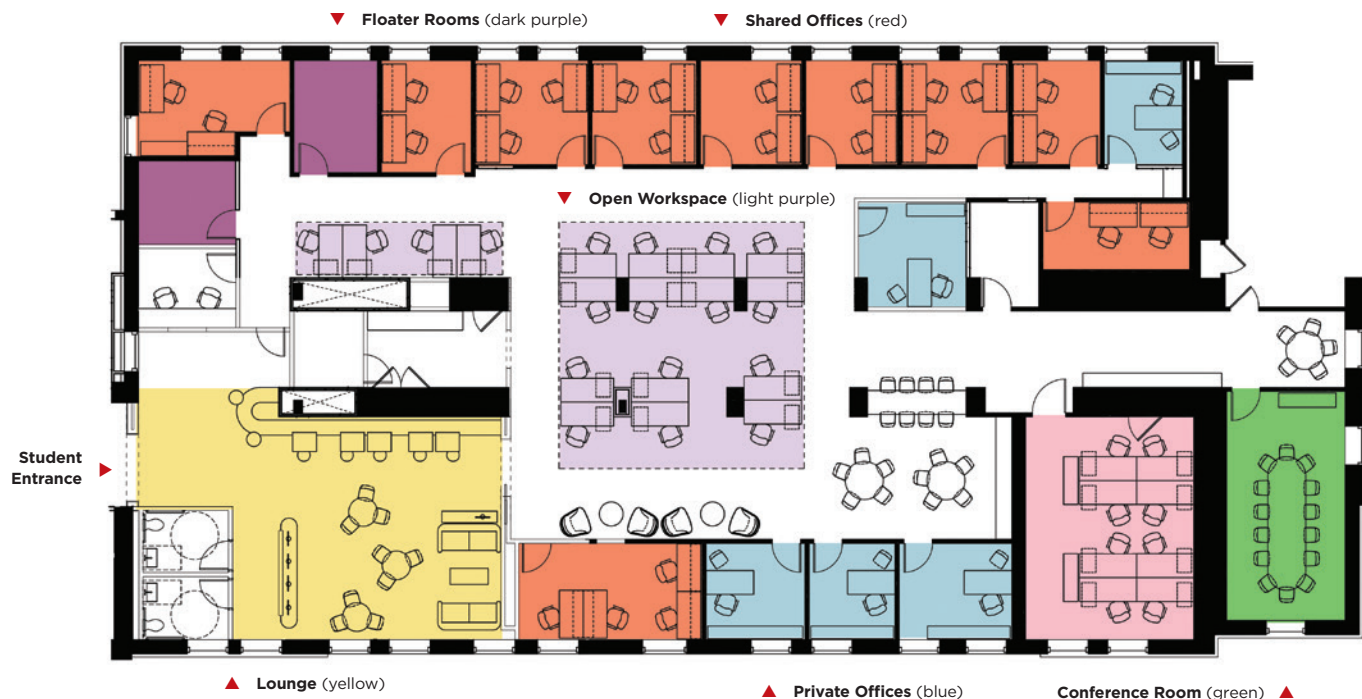 Floater Rooms (dark purple)
Shared Offices (red)
Open Workspace (light purple)
Student
Entrance
Lounge (yellow)
Private Offices (blue)
Conference Room (green)